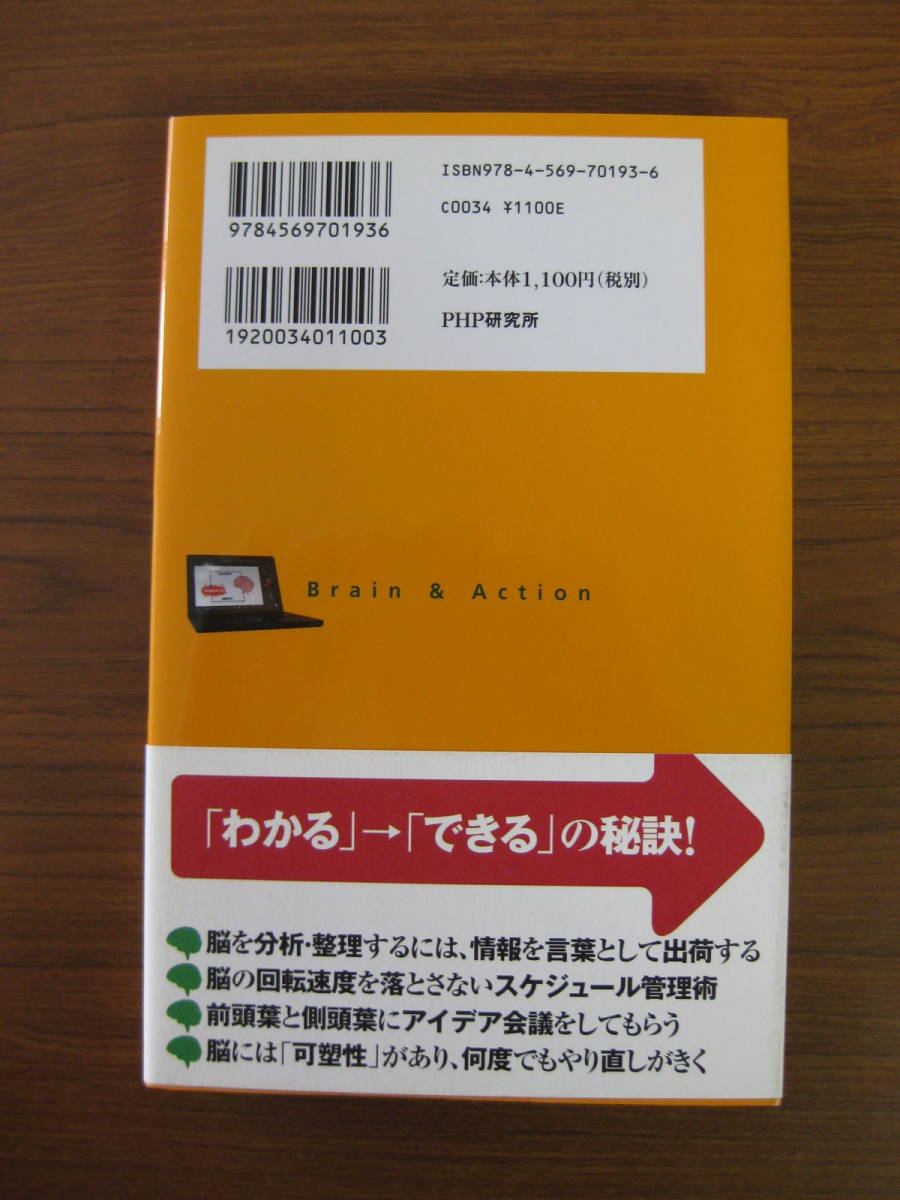 ISBN978-4-569-70193-6
9784569701936
C0034 ¥1100E
1920034011003
定価:本体1,100円(税別)
PHP研究所
Brain & Action
「わかる」→「できる」の秘訣!
脳を分析・整理するには、情報を言葉として出荷する
脳の回転速度を落とさないスケジュール管理術
前頭葉と側頭葉にアイデア会議をしてもらう
脳には「可塑性」があり、何度でもやり直しがきく